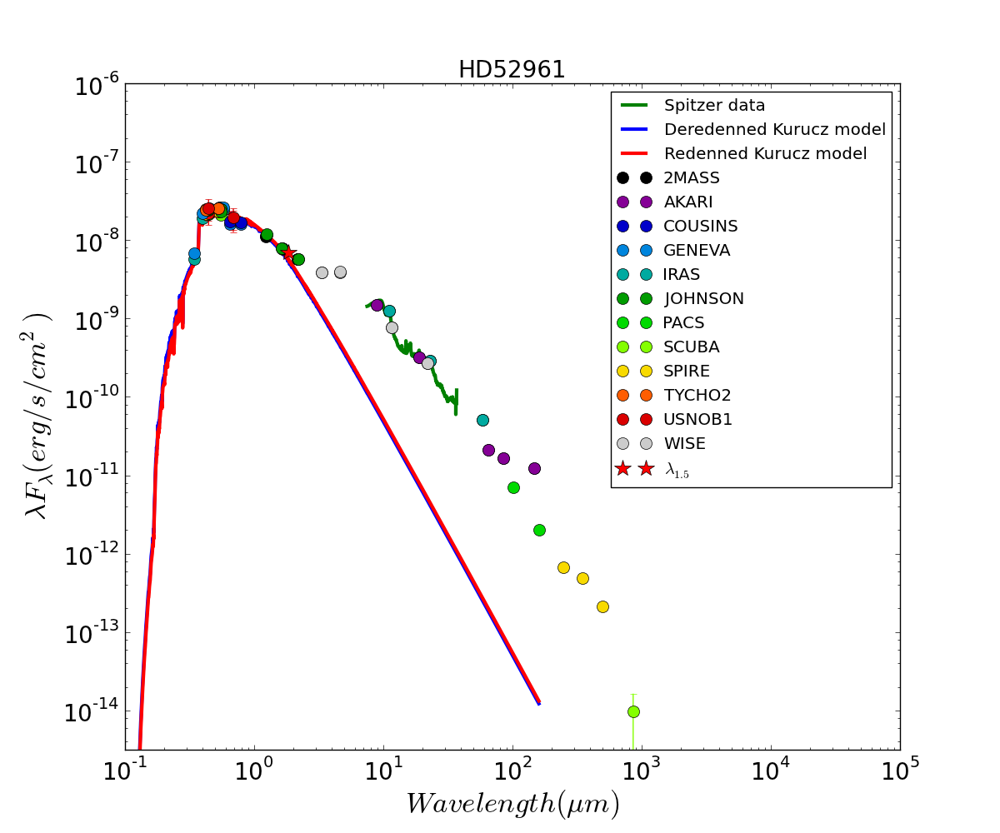 HD52961
10^-6
10^-7
10^-8
10^-9
10^-10
10^-11
10^-12
10^-13
10^-14
λF_λ(erg/s/cm^2)
Spitzer data
Deredenned Kurucz model
Redenned Kurucz model
2MASS
AKARI
COUSINS
GENEVA
IRAS
JOHNSON
PACS
SCUBA
SPIRE
TYCHO2
USNOB1
WISE
λ_1.5
10^-1 10^0 10^1 10^2 10^3 10^4 10^5
Wavelength(μm)